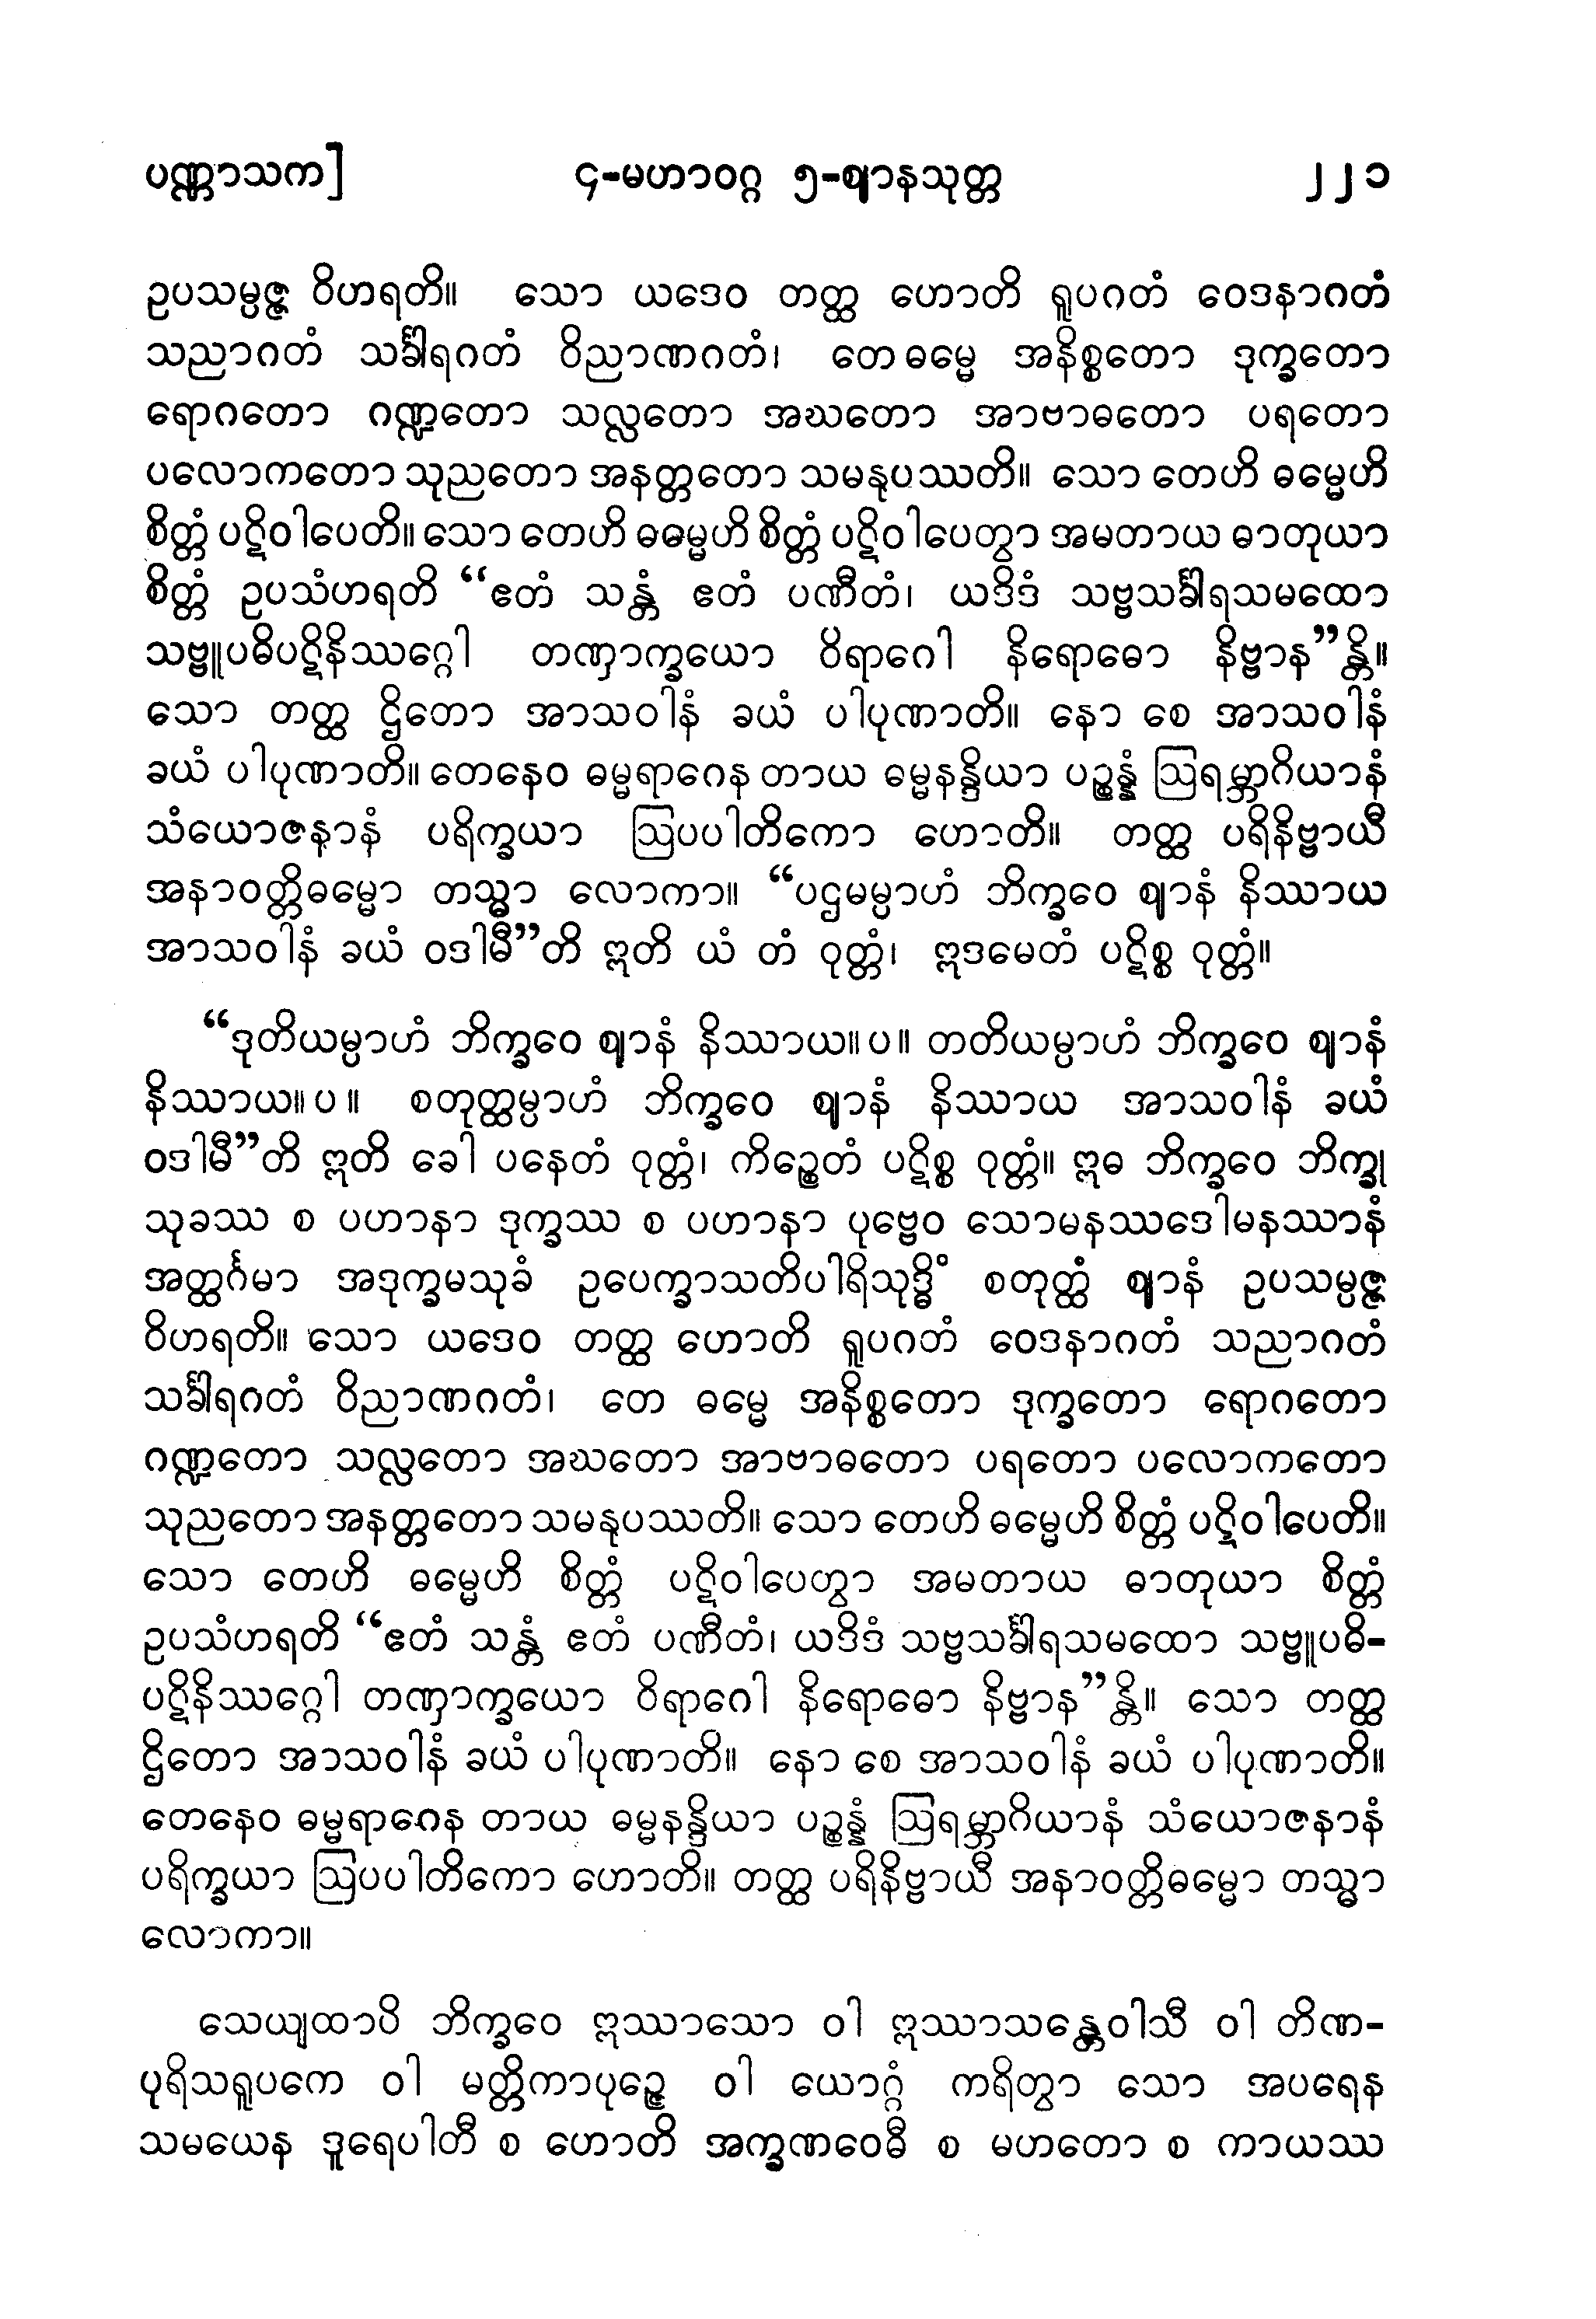 ပဏ္ဏာသက] ၄-မဟာဝဂ္ဂ ၅-ဈာနသုတ္တ ၂၂၁
ဥပသမ္ပဇ္ဇ ဝိဟရတိ။ သော ယဒေဝ တတ္ထ ဟောတိ ရူပဂတံ ဝေဒနာဂတံ
သညာဂတံ သင်္ခါရဂတံ ဝိညာဏဂတံ၊ တေ ဓမ္မေ အနိစ္စတော ဒုက္ခတော
ရောဂတော ဂဏ္ဍတော သလ္လတော အဃတော အာဗာဓတော ပရတော
ပလောကတော သုညတော အနတ္တတော သမနုပဿတိ။ သော တေဟိ ဓမ္မေဟိ
စိတ္တံ ပဋိဝါပေတိ။ သော တေဟိ ဓဓမ္မေဟိ စိတ္တံ ပဋိဝါပေတွာ အမတာယ ဓာတုယာ
စိတ္တံ ဥပသံဟရတိ “ဧတံ သန္တံ ဧတံ ပဏီတံ၊ ယဒိဒံ သဗ္ဗသင်္ခါရသမထော
သဗ္ဗူပဓိပဋိနိဿဂ္ဂေါ တဏှာက္ခယော ဝိရာဂေါ နိရောဓော နိဗ္ဗာန”န္တိ။
သော တတ္ထ ဌိတော အာသဝါနံ ခယံ ပါပုဏာတိ။ နော စေ အာသဝါနံ
ခယံ ပါပုဏာတိ။ တေနေဝ ဓမ္မရာဂေန တာယ ဓမ္မေနန္ဒိယာ ပဉ္စန္နံ ဩရမ္ဘာဂိယာနံ
သံယောဇနာနံ ပရိက္ခယာ ဩပပါတိကော ဟောတိ။ တတ္ထ ပရိနိဗ္ဗာယီ
အနာဝတ္တိဓမ္မော တသ္မာ လောကာ။ “ပဌမမ္ပာဟံ ဘိက္ခဝေ ဈာနံ နိဿာယ
အာသဝါနံ ခယံ ဝဒါမီ”တိ ဣတိ ယံ တံ ဝုတ္တံ၊ ဣဒမေတံ ပဋိစ္စ ဝုတ္တံ။
“ဒုတိယမ္ပာဟံ ဘိက္ခဝေ ဈာနံ နိဿာယ။ပ။ တတိယမ္ပာဟံ ဘိက္ခဝေ ဈာနံ
နိဿာယ။ပ။ စတုတ္ထမ္ပာဟံ ဘိက္ခဝေ ဈာနံ နိဿာယ အာသဝါနံ ခယံ
ဝဒါမီ”တိ ဣတိ ခေါ ပနေတံ ဝုတ္တံ၊ ကိဉ္စေတံ ပဋိစ္စ ဝုတ္တံ။ ဣဓ ဘိက္ခဝေ ဘိက္ခု
သုခဿ စ ပဟာနာ ဒုက္ခဿ စ ပဟာနာ ပုဗ္ဗေဝ သောမနဿဒေါမနဿာနံ
အတ္ထင်္ဂမာ အဒုက္ခမသုခံ ဥပေက္ခာသတိပါရိသုဒ္ဓိံ စတုတ္ထံ ဈာနံ ဥပသမ္ပဇ္ဇ
ဝိဟရတိ။ သော ယဒေဝ တတ္ထ ဟောတိ ရူပဂတံ ဝေဒနာဂတံ သညာဂတံ
သင်္ခါရဂတံ ဝိညာဏဂတံ၊ တေ ဓမ္မေ အနိစ္စတော ဒုက္ခတော ရောဂတော
ဂဏ္ဍတော သလ္လတော အဃတော အာဗာဓတော ပရတော ပလောကတော
သုညတော အနတ္တတော သမနုပဿတိ။ သော တေဟိ ဓမ္မေဟိ စိတ္တံ ပဋိဝါပေတိ။
သော တေဟိ ဓမ္မေဟိ စိတ္တံ ပဋိဝါပေတွာ အမတာယ ဓာတုယာ စိတ္တံ
ဥပသံဟရတိ “ဧတံ သန္တံ ဧတံ ပဏီတံ၊ ယဒိဒံ သဗ္ဗသင်္ခါရသမထော သဗ္ဗူပဓိ-
ပဋိနိဿဂ္ဂေါ တဏှာက္ခယော ဝိရာဂေါ နိရောဓော နိဗ္ဗာန”န္တိ။ သော တတ္ထ
ဌိတော အာသဝါနံ ခယံ ပါပုဏာတိ။ နော စေ အာသဝါနံ ခယံ ပါပုဏာတိ။
တေနေဝ ဓမ္မရာဂေန တာယ ဓမ္မနန္ဒိယာ ပဉ္စန္နံ ဩရမ္ဘာဂိယာနံ သံယောဇနာနံ
ပရိက္ခယာ ဩပပါတိကော ဟောတိ။ တတ္ထ ပရိနိဗ္ဗာယီ အနာဝတ္တိဓမ္မော တသ္မာ
လောကာ။
သေယျထာပိ ဘိက္ခဝေ ဣဿာသော ဝါ ဣဿာသန္တေဝါသီ ဝါ တိဏ-
ပုရိသရူပကေ ဝါ မတ္တိကာပုဉ္ဇေ ဝါ ယောဂ္ဂံ ကရိတွာ သော အပရေန
သမယေန ဒူရေပါတီ စ ဟောတိ အက္ခဏဝေဓီ စ မဟတော စ ကာယဿ